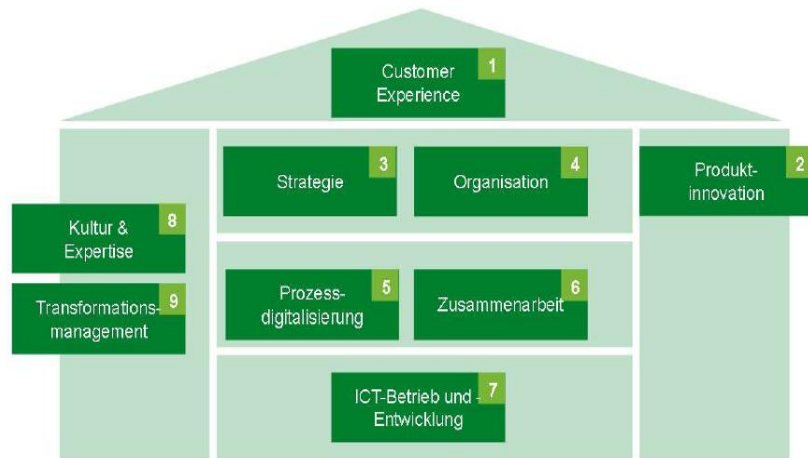 1
Customer
Experience
2
Produkt-
innovation
3
Strategie
4
Organisation
5
Prozess-
digitalisierung
6
Zusammenarbeit
7
ICT-Betrieb und -
Entwicklung
8
Kultur &
Expertise
9
Transformations-
management